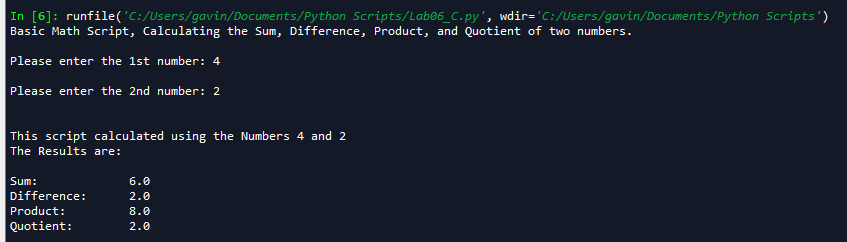 In [6]: runfile('C:/Users/gavin/Documents/Python Scripts/Lab06_C.py', wdir='C:/Users/gavin/Documents/Python Scripts')
Basic Math Script, Calculating the Sum, Difference, Product, and Quotient of two numbers.
Please enter the 1st number: 4
Please enter the 2nd number: 2
This script calculated using the Numbers 4 and 2
The Results are:
Sum: 6.0
Difference: 2.0
Product: 8.0
Quotient: 2.0